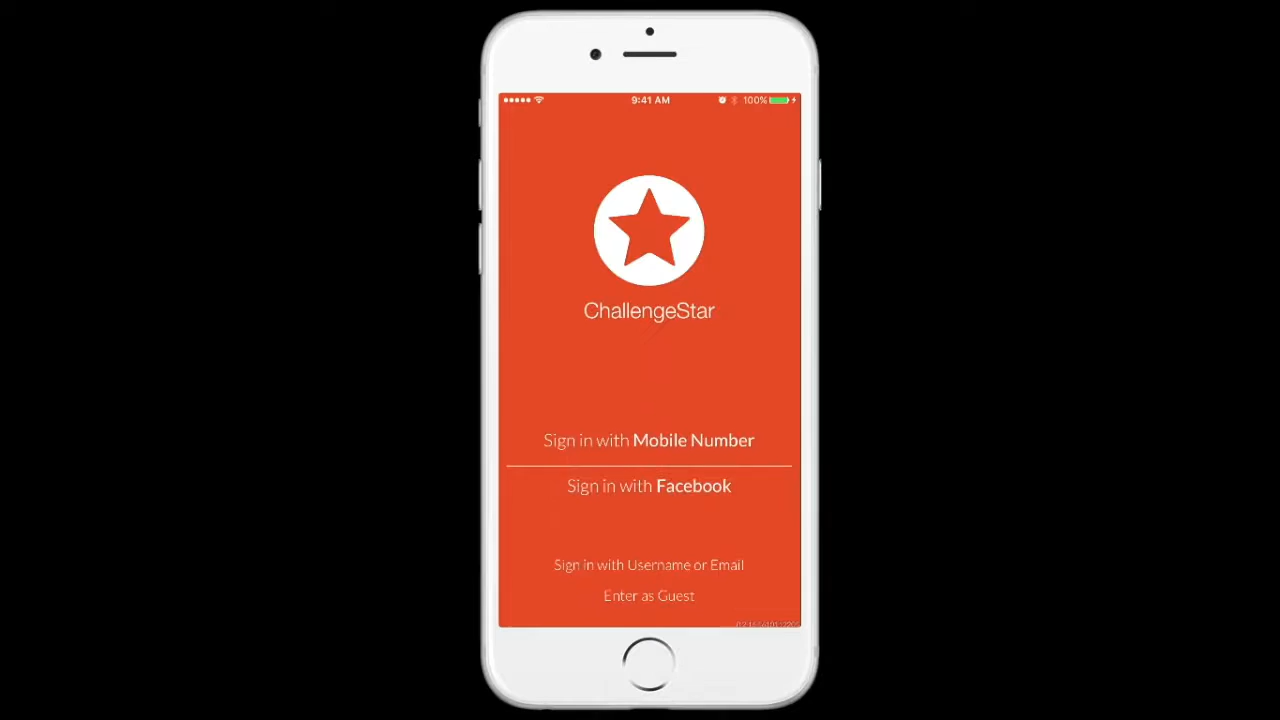 9:41 AM
100%
ChallengeStar
Sign in with Mobile Number
Sign in with Facebook
Sign in with Username or Email
Enter as Guest